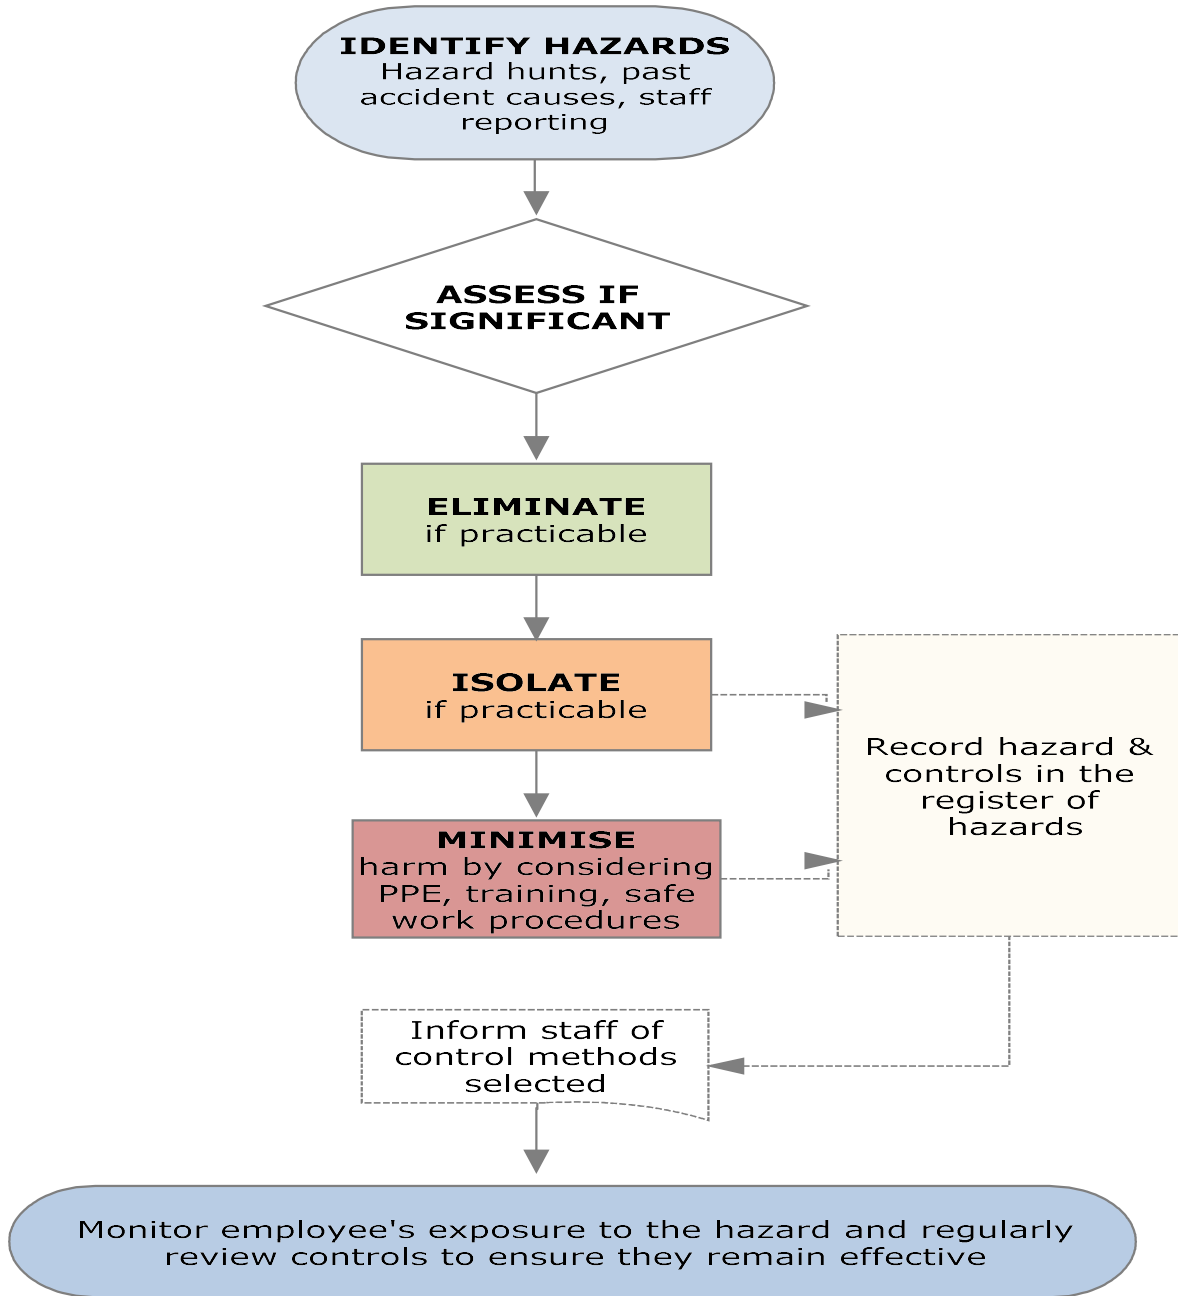 IDENTIFY HAZARDS
Hazard hunts, past
accident causes, staff
reporting
ASSESS IF
SIGNIFICANT
ELIMINATE
if practicable
ISOLATE
if practicable
Record hazard &
controls in the
register of
hazards
MINIMISE
harm by considering
PPE, training, safe
work procedures
Inform staff of
control methods
selected
Monitor employee's exposure to the hazard and regularly
review controls to ensure they remain effective